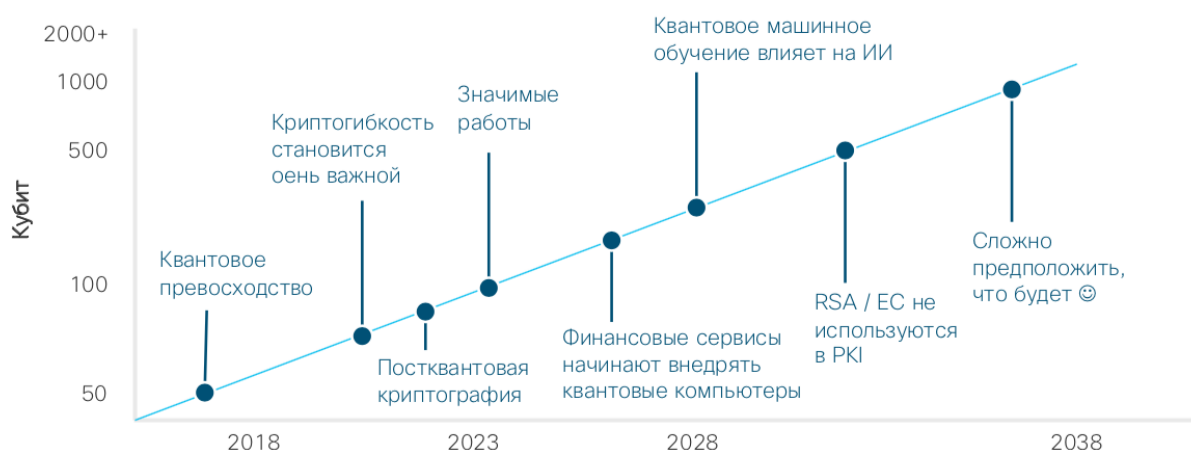 2000+
1000
500
100
50
Кубит
Квантовое
превосходство
Криптогибкость
становится
оень важной
Постквантовая
криптография
Значимые
работы
Финансовые сервисы
начинают внедрять
квантовые компьютеры
Квантовое машинное
обучение влияет на ИИ
RSA / EC не
используются
в PKI
Сложно
предположить,
что будет ☺
2018
2023
2028
2038